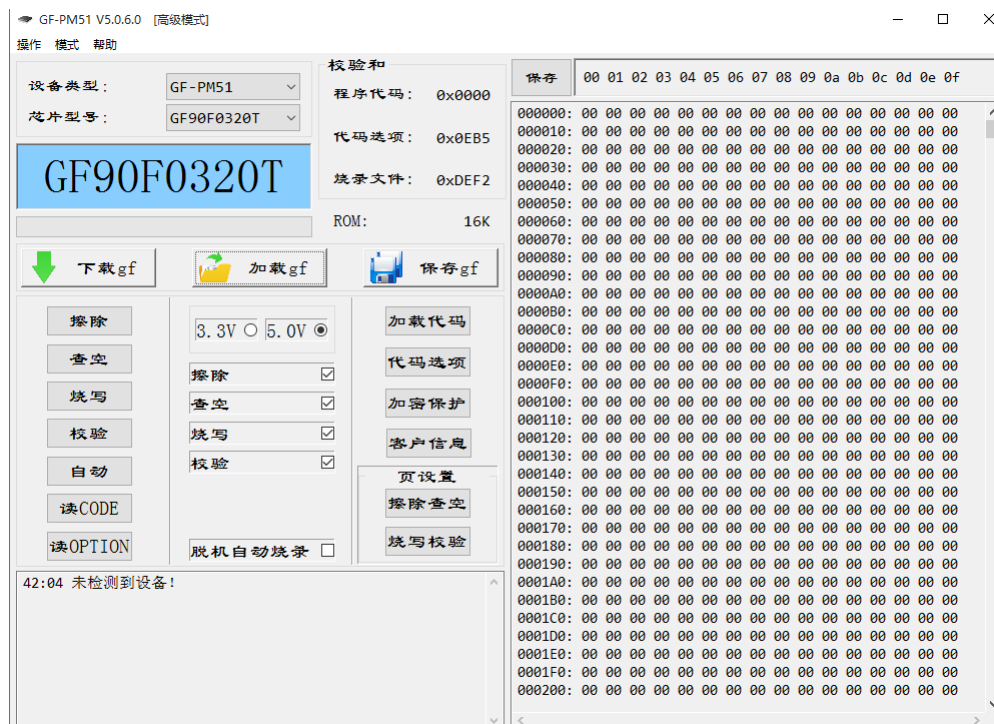 GF-PM51 V5.0.6.0 [高级模式]
操作 模式 帮助
设备类型: GF-PM51
芯片型号: GF90F0320T
GF90F0320T
校验和
程序代码: 0x0000
代码选项: 0x0EB5
烧录文件: 0xDEF2
ROM: 16K
下载gf 加载gf 保存gf
擦除
查空
烧写
校验
自动
读CODE
读OPTION
3.3V 5.0V
擦除
查空
烧写
校验
脱机自动烧录
加载代码
代码选项
加密保护
客户信息
页设置
擦除查空
烧写校验
42:04 未检测到设备!
保存 00 01 02 03 04 05 06 07 08 09 0a 0b 0c 0d 0e 0f
000000: 00 00 00 00 00 00 00 00 00 00 00 00 00 00 00 00
000010: 00 00 00 00 00 00 00 00 00 00 00 00 00 00 00 00
000020: 00 00 00 00 00 00 00 00 00 00 00 00 00 00 00 00
000030: 00 00 00 00 00 00 00 00 00 00 00 00 00 00 00 00
000040: 00 00 00 00 00 00 00 00 00 00 00 00 00 00 00 00
000050: 00 00 00 00 00 00 00 00 00 00 00 00 00 00 00 00
000060: 00 00 00 00 00 00 00 00 00 00 00 00 00 00 00 00
000070: 00 00 00 00 00 00 00 00 00 00 00 00 00 00 00 00
000080: 00 00 00 00 00 00 00 00 00 00 00 00 00 00 00 00
000090: 00 00 00 00 00 00 00 00 00 00 00 00 00 00 00 00
0000A0: 00 00 00 00 00 00 00 00 00 00 00 00 00 00 00 00
0000B0: 00 00 00 00 00 00 00 00 00 00 00 00 00 00 00 00
0000C0: 00 00 00 00 00 00 00 00 00 00 00 00 00 00 00 00
0000D0: 00 00 00 00 00 00 00 00 00 00 00 00 00 00 00 00
0000E0: 00 00 00 00 00 00 00 00 00 00 00 00 00 00 00 00
0000F0: 00 00 00 00 00 00 00 00 00 00 00 00 00 00 00 00
000100: 00 00 00 00 00 00 00 00 00 00 00 00 00 00 00 00
000110: 00 00 00 00 00 00 00 00 00 00 00 00 00 00 00 00
000120: 00 00 00 00 00 00 00 00 00 00 00 00 00 00 00 00
000130: 00 00 00 00 00 00 00 00 00 00 00 00 00 00 00 00
000140: 00 00 00 00 00 00 00 00 00 00 00 00 00 00 00 00
000150: 00 00 00 00 00 00 00 00 00 00 00 00 00 00 00 00
000160: 00 00 00 00 00 00 00 00 00 00 00 00 00 00 00 00
000170: 00 00 00 00 00 00 00 00 00 00 00 00 00 00 00 00
000180: 00 00 00 00 00 00 00 00 00 00 00 00 00 00 00 00
000190: 00 00 00 00 00 00 00 00 00 00 00 00 00 00 00 00
0001A0: 00 00 00 00 00 00 00 00 00 00 00 00 00 00 00 00
0001B0: 00 00 00 00 00 00 00 00 00 00 00 00 00 00 00 00
0001C0: 00 00 00 00 00 00 00 00 00 00 00 00 00 00 00 00
0001D0: 00 00 00 00 00 00 00 00 00 00 00 00 00 00 00 00
0001E0: 00 00 00 00 00 00 00 00 00 00 00 00 00 00 00 00
0001F0: 00 00 00 00 00 00 00 00 00 00 00 00 00 00 00 00
000200: 00 00 00 00 00 00 00 00 00 00 00 00 00 00 00 00